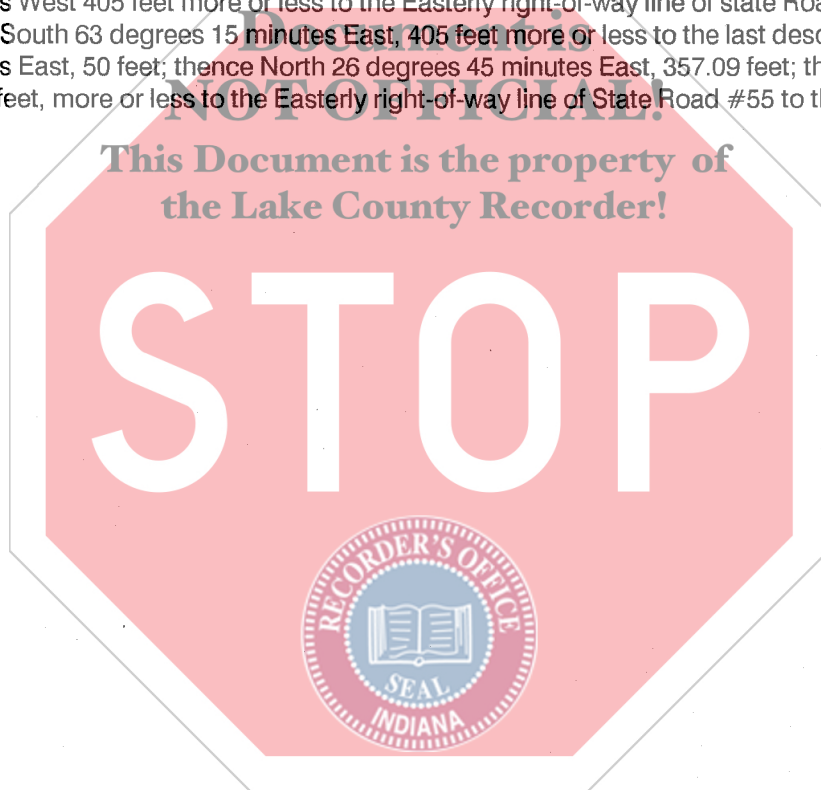 s West 405 feet more or less to the Easterly right-of-way line of state Roa
South 63 degrees 15 minutes East, 405 feet more or less to the last desc
Document is
s East, 50 feet; thence North 26 degrees 45 minutes East, 357.09 feet; th
feet, more or less to the Easterly right-of-way line of State Road #55 to th
NOT OFFICIAL!
This Document is the property of
the Lake County Recorder!
STOP
RECORDER'S OFFICE
SEAL
INDIANA